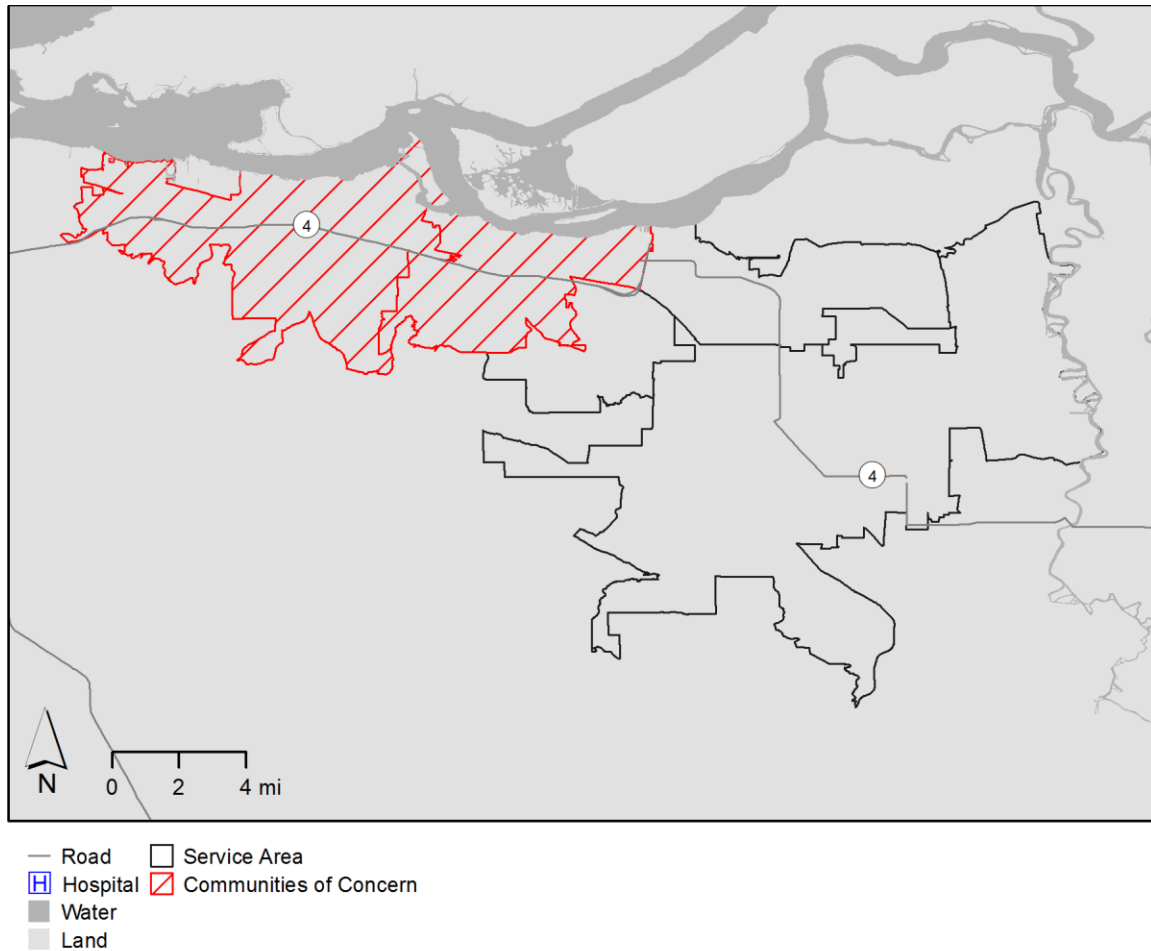 4
4
N
0 2 4 mi
Road Service Area
H Hospital Communities of Concern
Water
Land